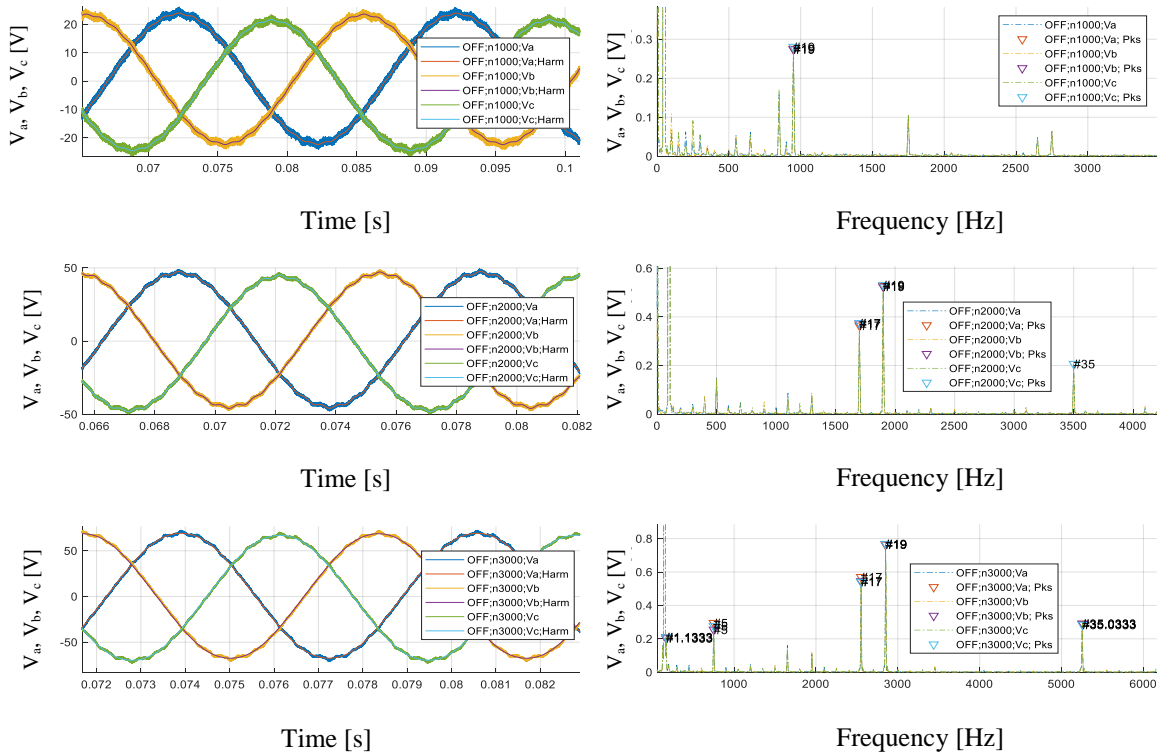 V_a, V_b, V_c [V]
20
10
0
-10
-20
0.07
0.075
0.08
0.085
0.09
0.095
0.1
OFF;n1000;Va
OFF;n1000;Va;Harm
OFF;n1000;Vb
OFF;n1000;Vb;Harm
OFF;n1000;Vc
OFF;n1000;Vc;Harm
Time [s]
V_a, V_b, V_c [V]
0.3
0.2
0.1
0
0
500
1000
1500
2000
2500
3000
#19
OFF;n1000;Va
OFF;n1000;Va; Pks
OFF;n1000;Vb
OFF;n1000;Vb; Pks
OFF;n1000;Vc
OFF;n1000;Vc; Pks
Frequency [Hz]
V_a, V_b, V_c [V]
50
0
-50
0.066
0.068
0.07
0.072
0.074
0.076
0.078
0.08
0.082
OFF;n2000;Va
OFF;n2000;Va;Harm
OFF;n2000;Vb
OFF;n2000;Vb;Harm
OFF;n2000;Vc
OFF;n2000;Vc;Harm
Time [s]
V_a, V_b, V_c [V]
0.6
0.4
0.2
0
0
500
1000
1500
2000
2500
3000
3500
4000
#17
#17
#19
#35
OFF;n2000;Va
OFF;n2000;Va; Pks
OFF;n2000;Vb
OFF;n2000;Vb; Pks
OFF;n2000;Vc
OFF;n2000;Vc; Pks
Frequency [Hz]
V_a, V_b, V_c [V]
50
0
-50
0.072
0.073
0.074
0.075
0.076
0.077
0.078
0.079
0.08
0.081
0.082
OFF;n3000;Va
OFF;n3000;Va;Harm
OFF;n3000;Vb
OFF;n3000;Vb;Harm
OFF;n3000;Vc
OFF;n3000;Vc;Harm
Time [s]
V_a, V_b, V_c [V]
0.8
0.6
0.4
0.2
0
1000
2000
3000
4000
5000
6000
#1.1333
#5
#5
#17
#17
#19
#35.0333
OFF;n3000;Va
OFF;n3000;Va; Pks
OFF;n3000;Vb
OFF;n3000;Vb; Pks
OFF;n3000;Vc
OFF;n3000;Vc; Pks
Frequency [Hz]